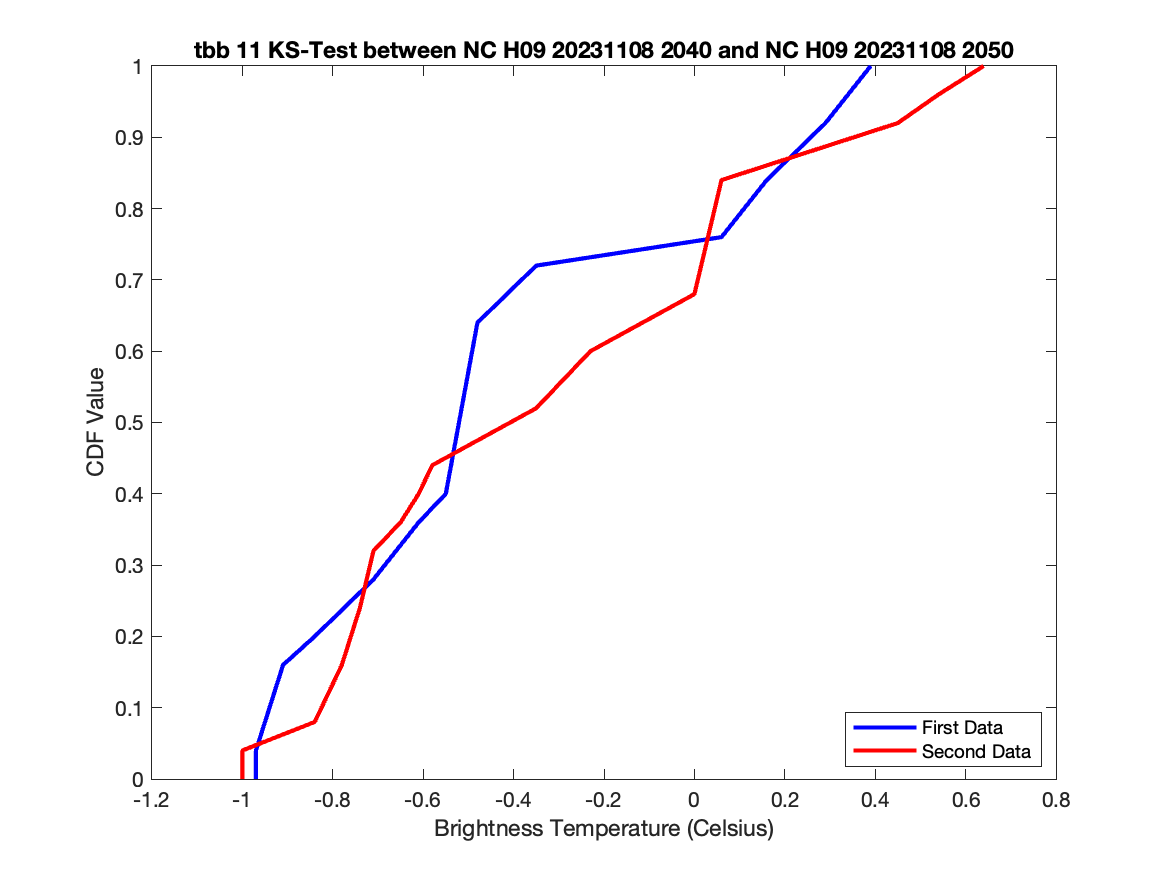 tbb 11 KS-Test between NC H09 20231108 2040 and NC H09 20231108 2050
1
0.9
0.8
0.7
0.6
0.5
0.4
0.3
0.2
0.1
0
CDF Value
First Data
Second Data
-1.2 -1 -0.8 -0.6 -0.4 -0.2 0 0.2 0.4 0.6 0.8
Brightness Temperature (Celsius)